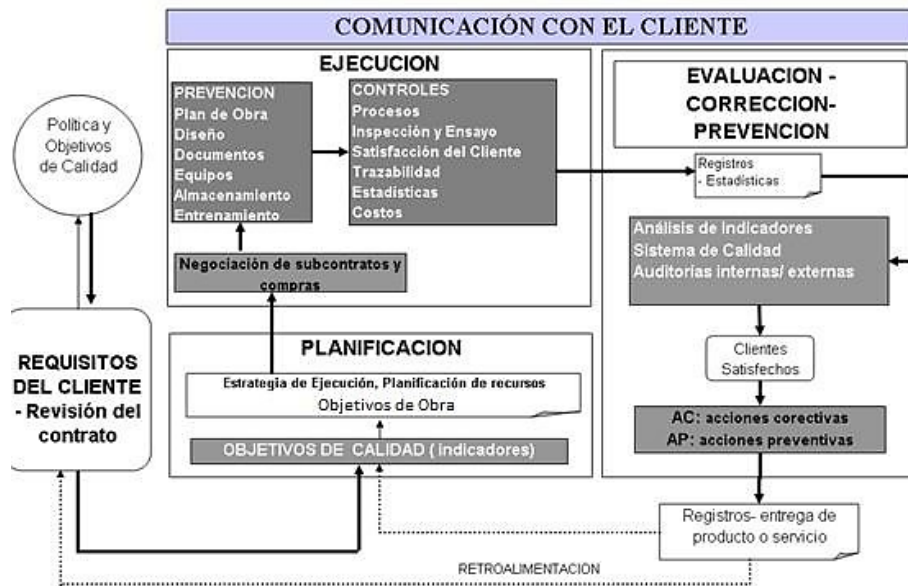 COMUNICACIÓN CON EL CLIENTE
Política y
Objetivos
de Calidad
REQUISITOS
DEL CLIENTE
- Revisión del
contrato
EJECUCION
PREVENCION
Plan de Obra
Diseño
Documentos
Equipos
Almacenamiento
Entrenamiento
CONTROLES
Procesos
Inspección y Ensayo
Satisfacción del Cliente
Trazabilidad
Estadísticas
Costos
Negociación de subcontratos y
compras
PLANIFICACION
Estrategia de Ejecución, Planificación de recursos
Objetivos de Obra
OBJETIVOS DE CALIDAD ( Indicadores)
EVALUACION -
CORRECCION-
PREVENCION
Registros
- Estadísticas
Análisis de Indicadores
Sistema de Calidad
Auditorías internas/ externas
Clientes
Satisfechos
AC: acciones corectivas
AP: acciones preventivas
Registros- entrega de
producto o servicio
RETROALIMENTACION